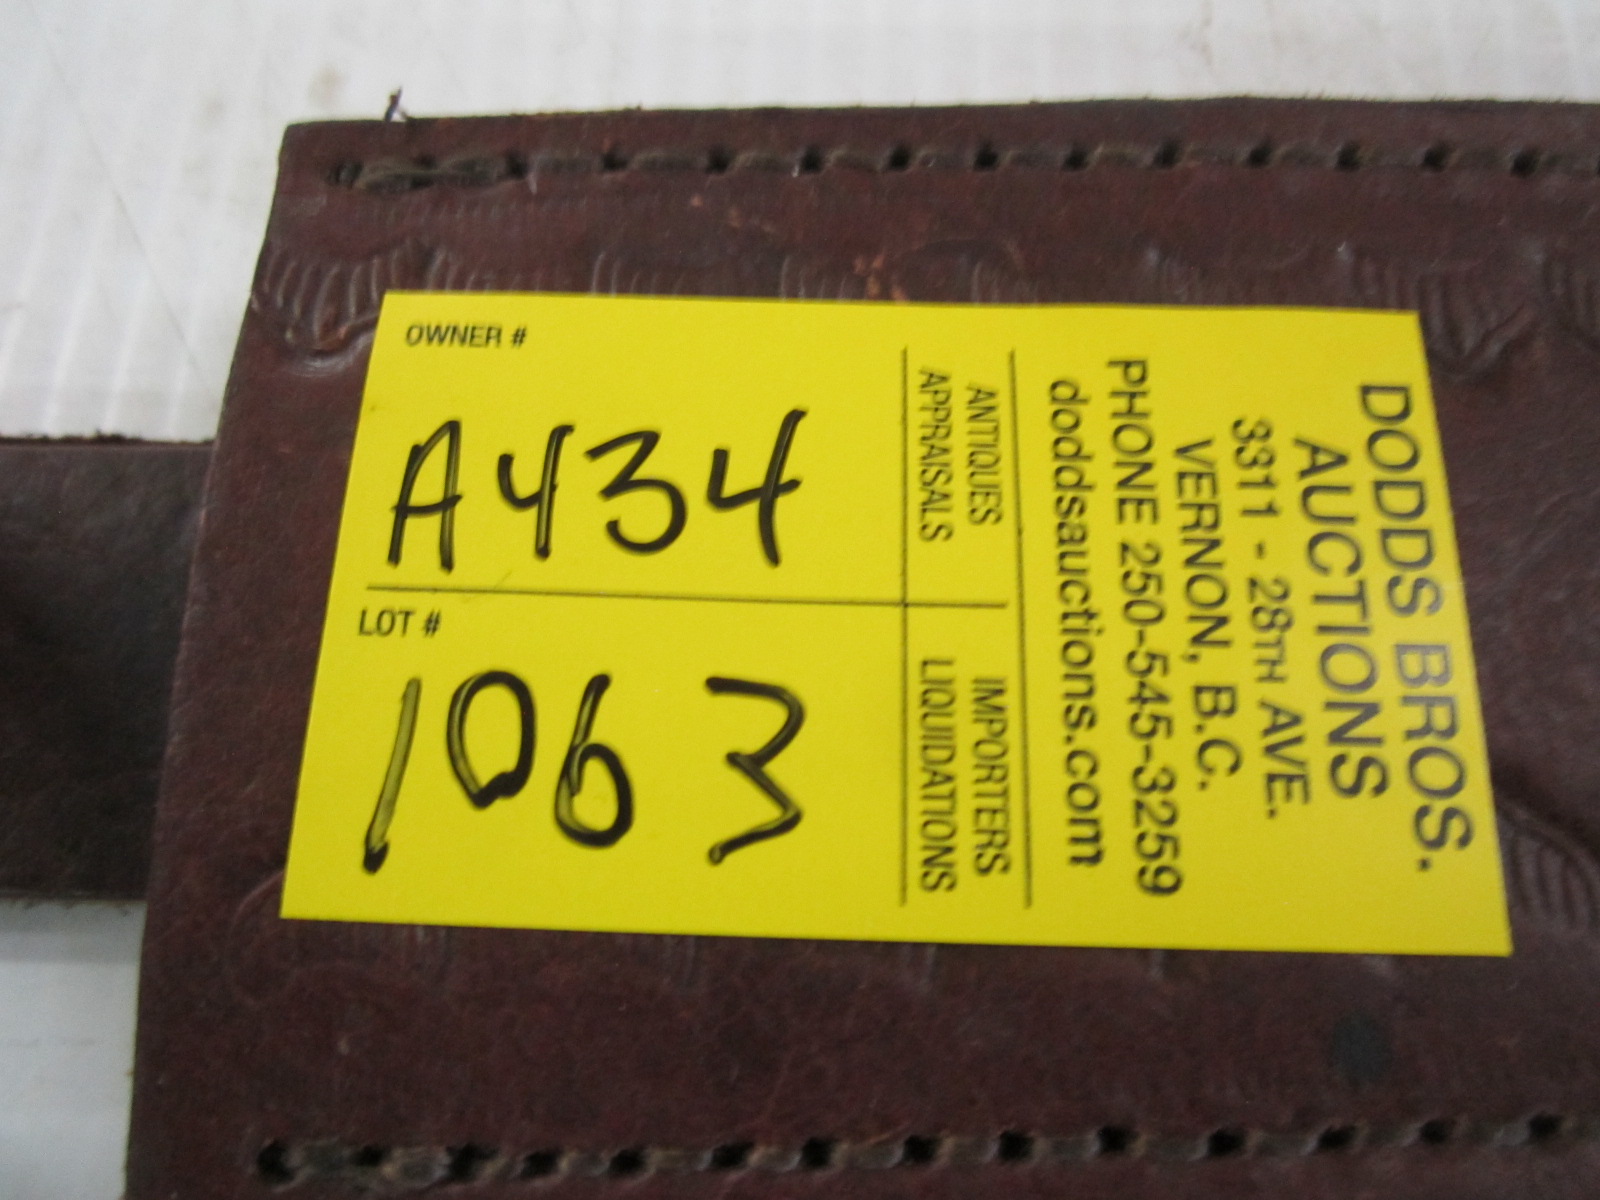 OWNER #
A434
LOT #
1063
ANTIQUES
APPRAISALS
IMPORTERS
LIQUIDATIONS
DODDS BROS.
AUCTIONS
3311 - 28TH AVE.
VERNON, B.C.
PHONE 250-545-3259
doddsauctions.com